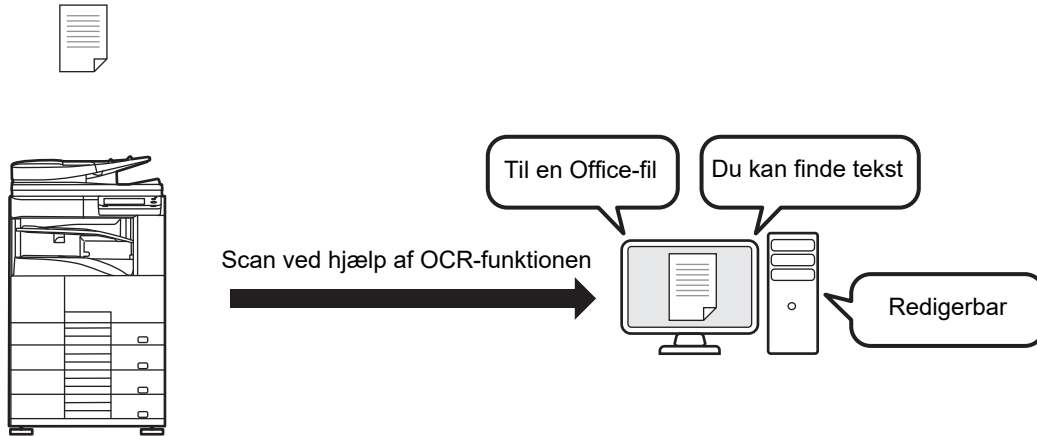 Til en Office-fil
Du kan finde tekst
Scan ved hjælp af OCR-funktionen
Redigerbar